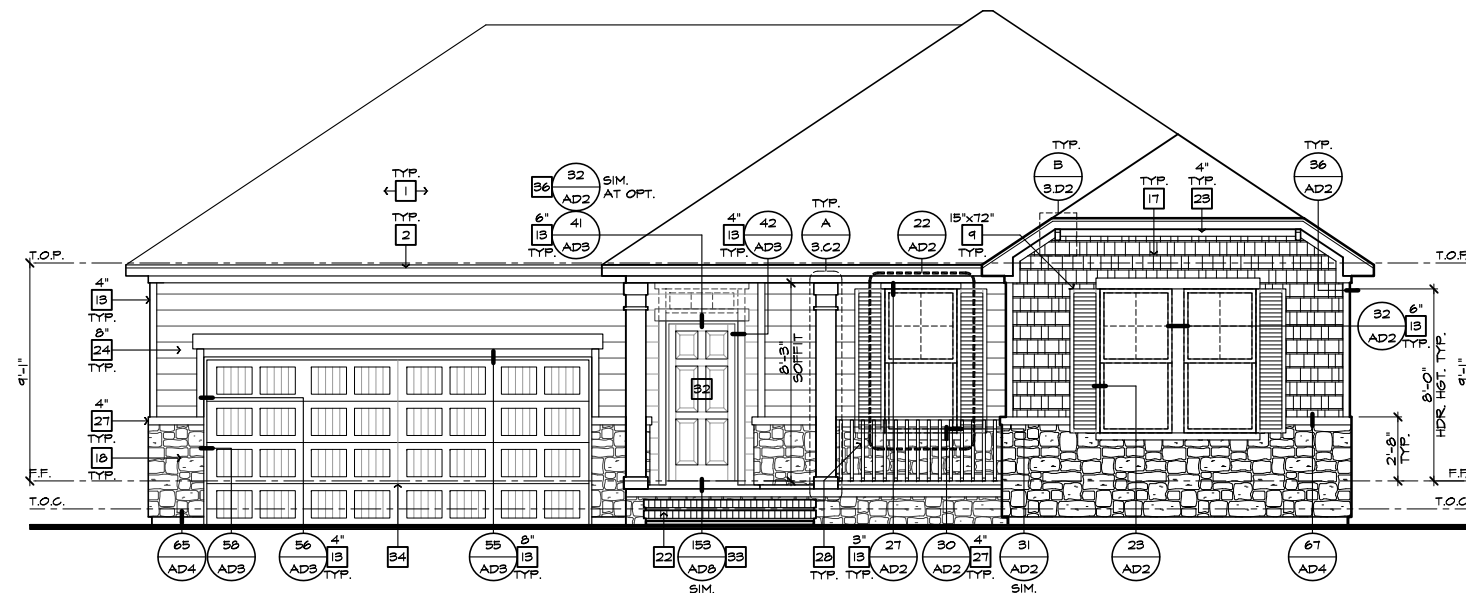 TYP.
1
TYP.
2
36
32
AD2
SIM.
AT OPT.
6"
13
TYP.
41
AD3
4"
13
TYP.
42
AD3
TYP.
A
3.C2
22
AD2
15"x72"
9
TYP.
TYP.
B
3.D2
TYP.
17
4"
23
TYP.
36
AD2
T.O.P.
T.O.P.
4"
13
TYP.
8"
24
TYP.
9'-1"
4"
27
TYP.
18
TYP.
F.F.
T.O.C.
32
8'-3"
SOFFIT
32
AD2
6"
13
TYP.
8'-0"
HDR. HGT. TYP.
9'-1"
2'-8"
TYP.
F.F.
T.O.C
65
AD4
58
AD3
56
AD3
4"
13
TYP.
34
55
AD3
8"
13
TYP.
22
153
AD8
SIM.
33
28
TYP.
3"
13
TYP.
27
AD2
30
AD2
4"
27
TYP.
31
AD2
SIM.
23
AD2
67
AD4